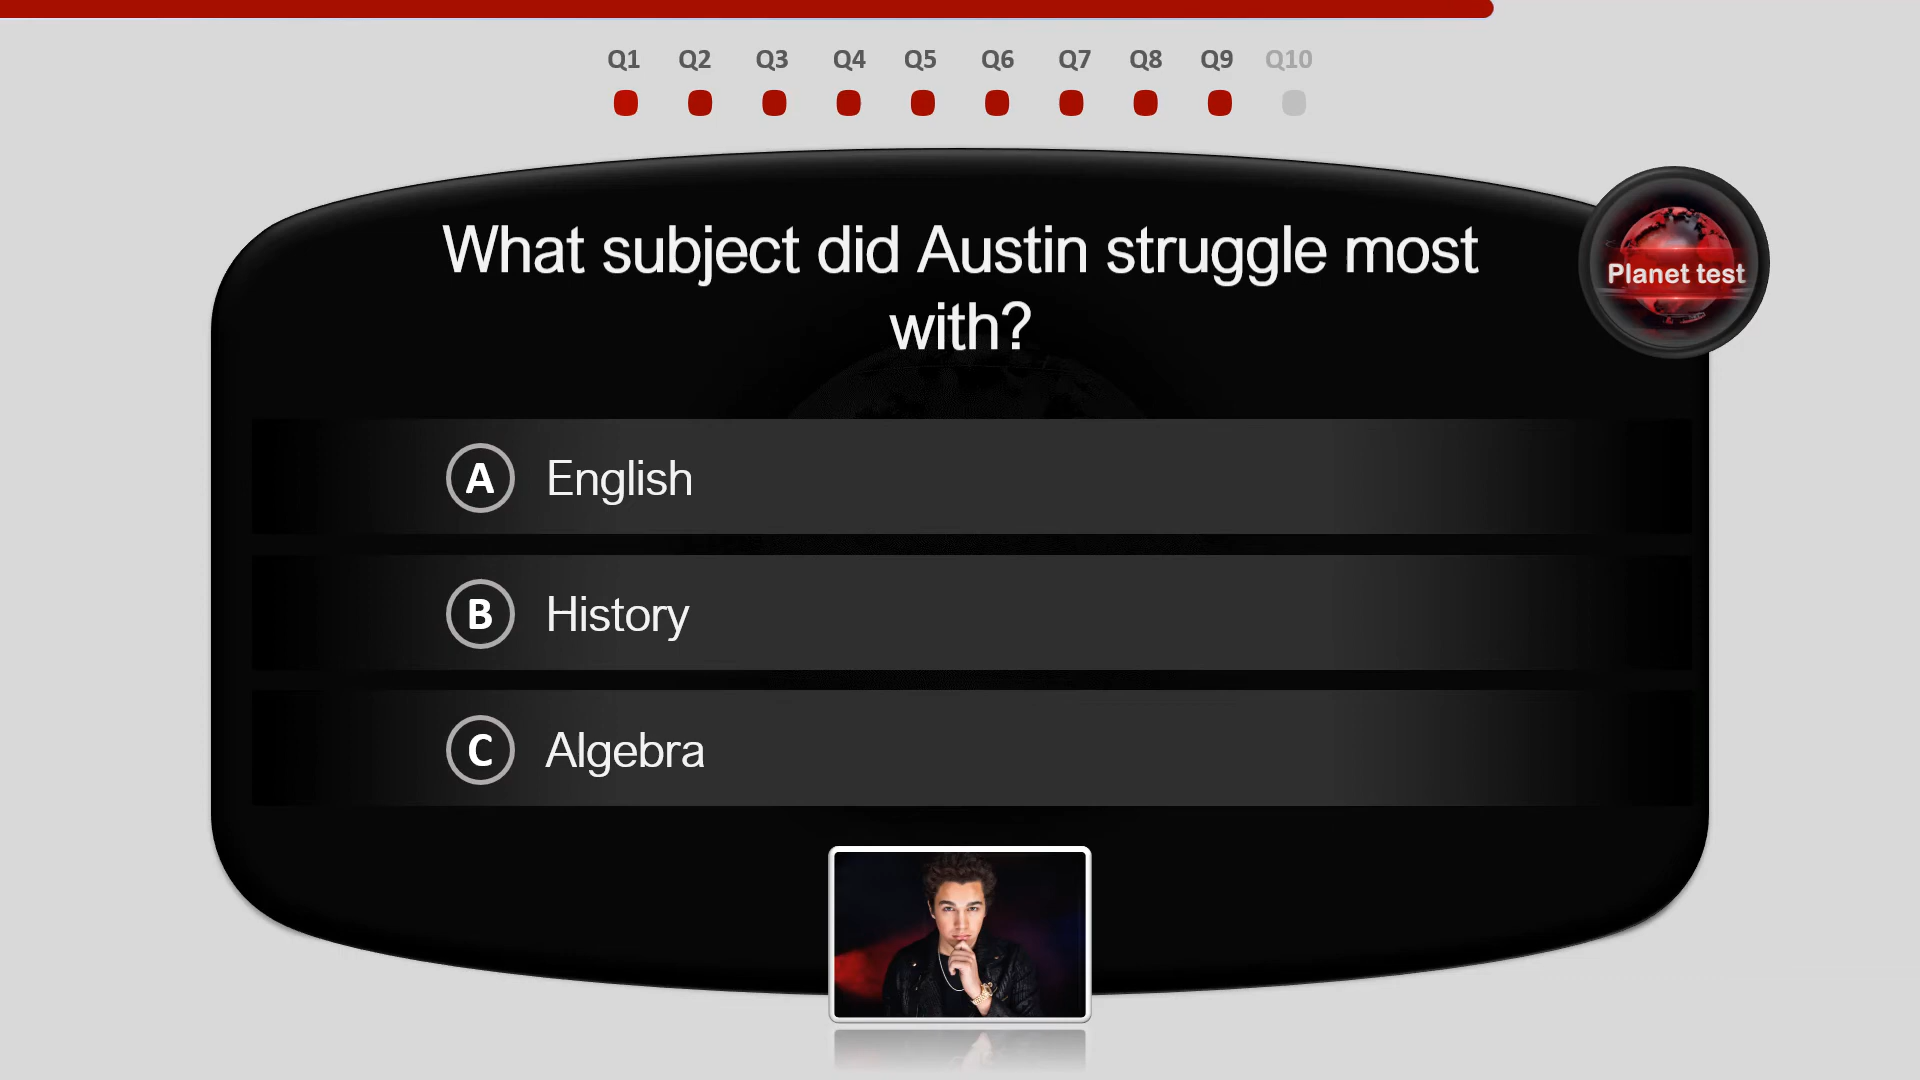 Q1 Q2 Q3 Q4 Q5 Q6 Q7 Q8 Q9 Q10
What subject did Austin struggle most
with?
Planet test
A English
B History
C Algebra